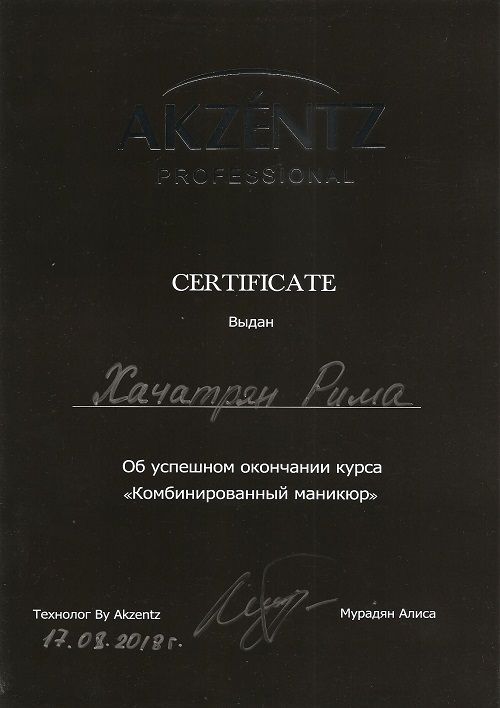 AKZÉNTZ
PROFESSIONAL
CERTIFICATE
Выдан
Хачатрян Рима
Об успешном окончании курса
«Комбинированный маникюр»
Технолог By Akzentz
Мурадян Алиса
17.08.2018г.